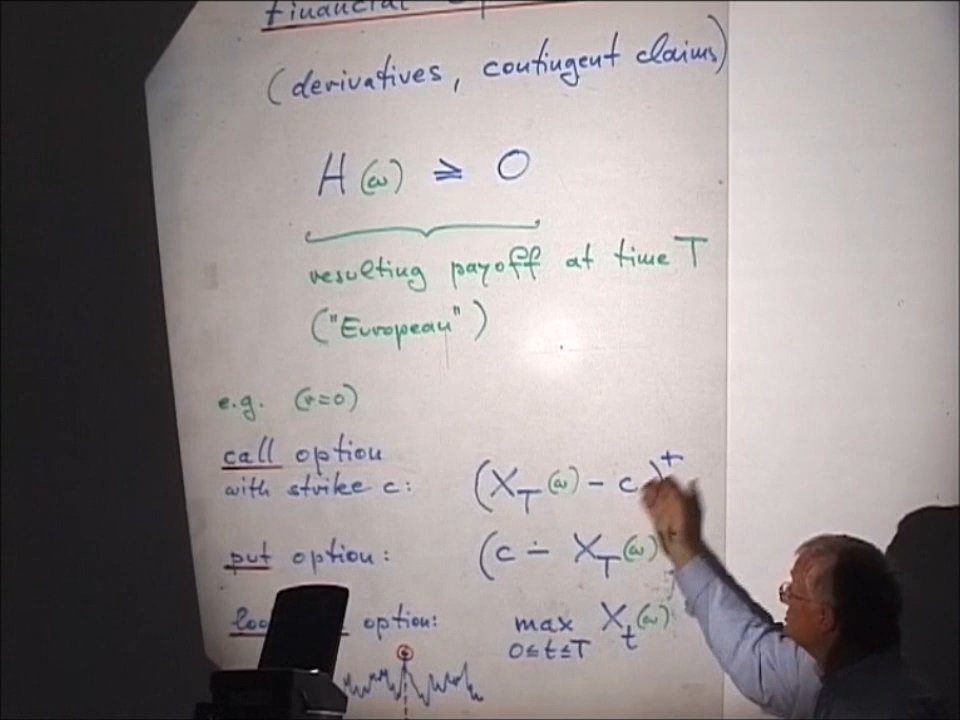 Financial
(derivatives, contingent claims)
H(ω) ≥ 0
resulting payoff at time T
("European")
e.g. (r=0)
call option
with strike c: (X_T(ω) - c)^+
put option: (c - X_T(ω)
option: max X_t(ω)
0≤t≤T